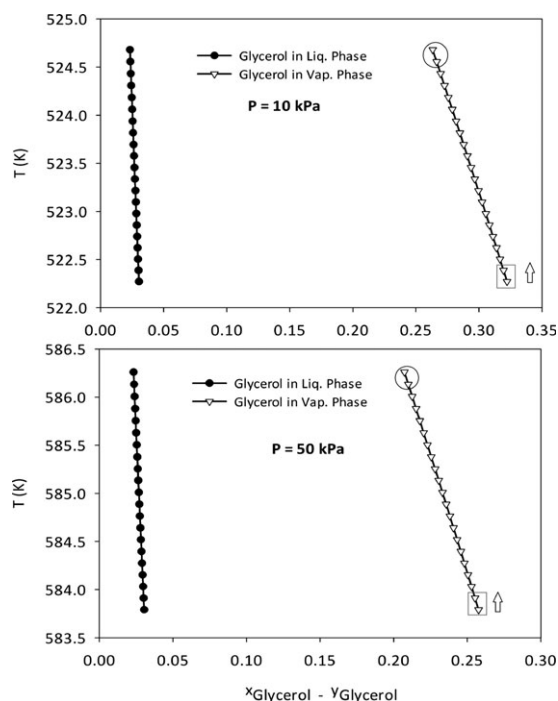 525.0
524.5
524.0
523.5
523.0
522.5
522.0
T (K)
Glycerol in Liq. Phase
Glycerol in Vap. Phase
P = 10 kPa
0.00 0.05 0.10 0.15 0.20 0.25 0.30 0.35
586.5
586.0
585.5
585.0
584.5
584.0
583.5
T (K)
Glycerol in Liq. Phase
Glycerol in Vap. Phase
P = 50 kPa
0.00 0.05 0.10 0.15 0.20 0.25 0.30
xGlycerol - yGlycerol